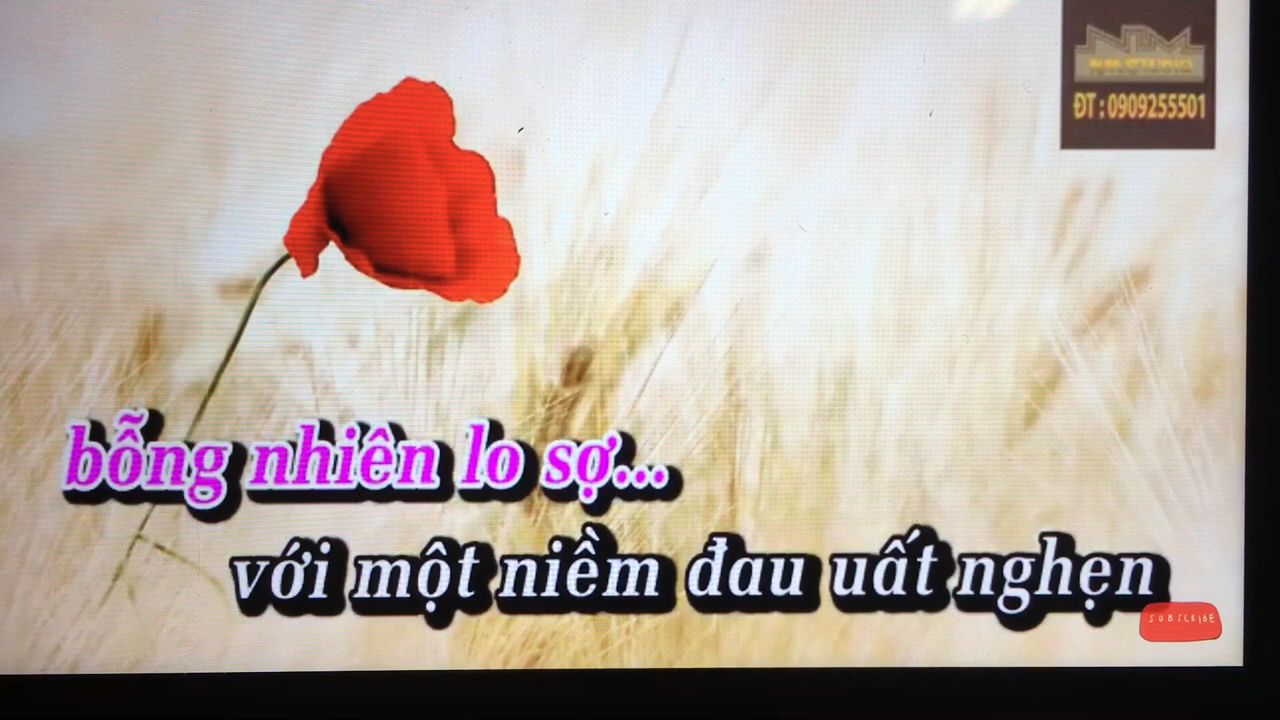 ĐT : 0909255501
bỗng nhiên lo sợ...
với một niềm đau uất nghẹn
SUBSCRIBE